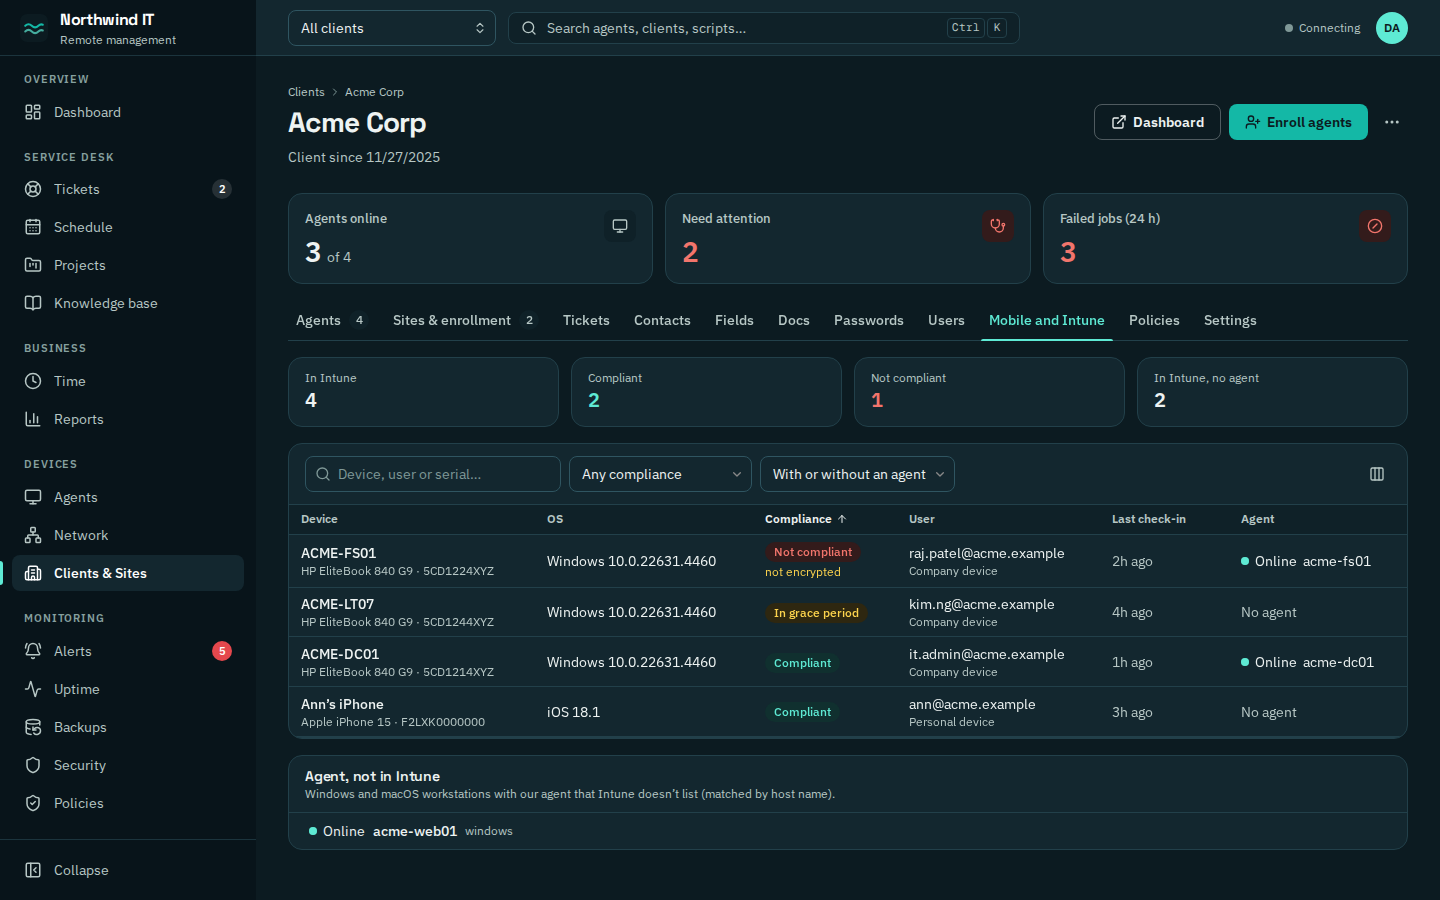 Northwind IT
Remote management
All clients
Search agents, clients, scripts...
Ctrl K
Connecting
DA
OVERVIEW
Dashboard
SERVICE DESK
Tickets 2
Schedule
Projects
Knowledge base
BUSINESS
Time
Reports
DEVICES
Agents
Network
Clients & Sites
MONITORING
Alerts 5
Uptime
Backups
Security
Policies
Collapse
Clients > Acme Corp
Acme Corp
Client since 11/27/2025
Dashboard
Enroll agents
Agents online
3 of 4
Need attention
2
Failed jobs (24 h)
3
Agents 4 Sites & enrollment 2 Tickets Contacts Fields Docs Passwords Users Mobile and Intune Policies Settings
In Intune
4
Compliant
2
Not compliant
1
In Intune, no agent
2
Device, user or serial...
Any compliance
With or without an agent
Device OS Compliance ↑ User Last check-in Agent
ACME-FS01
HP EliteBook 840 G9 · 5CD1224XYZ
Windows 10.0.22631.4460
Not compliant
not encrypted
raj.patel@acme.example
Company device
2h ago
Online acme-fs01
ACME-LT07
HP EliteBook 840 G9 · 5CD1244XYZ
Windows 10.0.22631.4460
In grace period
kim.ng@acme.example
Company device
4h ago
No agent
ACME-DC01
HP EliteBook 840 G9 · 5CD1214XYZ
Windows 10.0.22631.4460
Compliant
it.admin@acme.example
Company device
1h ago
Online acme-dc01
Ann’s iPhone
Apple iPhone 15 · F2LXK0000000
iOS 18.1
Compliant
ann@acme.example
Personal device
3h ago
No agent
Agent, not in Intune
Windows and macOS workstations with our agent that Intune doesn’t list (matched by host name).
Online acme-web01 windows